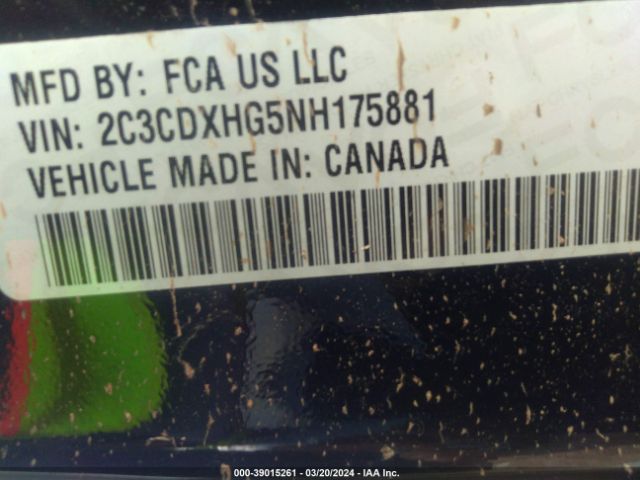 MFD BY: FCA US LLC
VIN: 2C3CDXHG5NH175881
VEHICLE MADE IN: CANADA
000-39015261 - 03/20/2024 - IAA Inc.